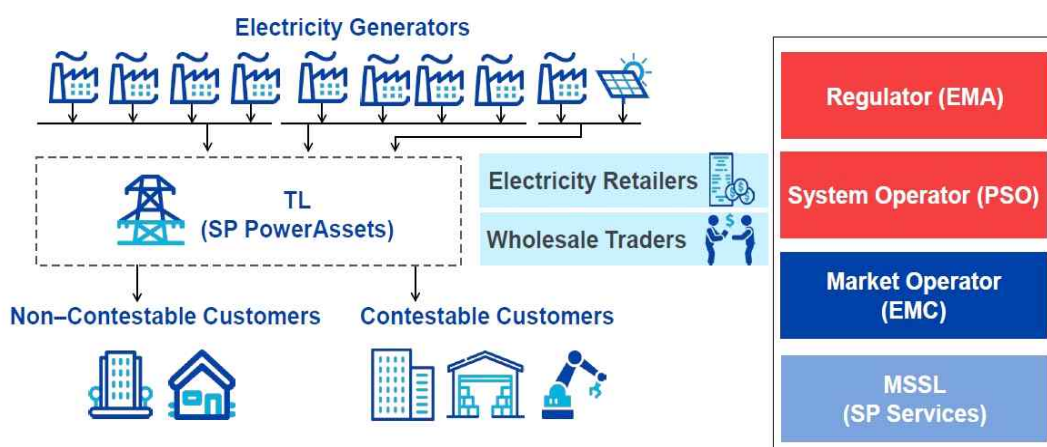 Electricity Generators
TL
(SP PowerAssets)
Electricity Retailers
$
$
$
Wholesale Traders
$
Non–Contestable Customers
Contestable Customers
Regulator (EMA)
System Operator (PSO)
Market Operator
(EMC)
MSSL
(SP Services)